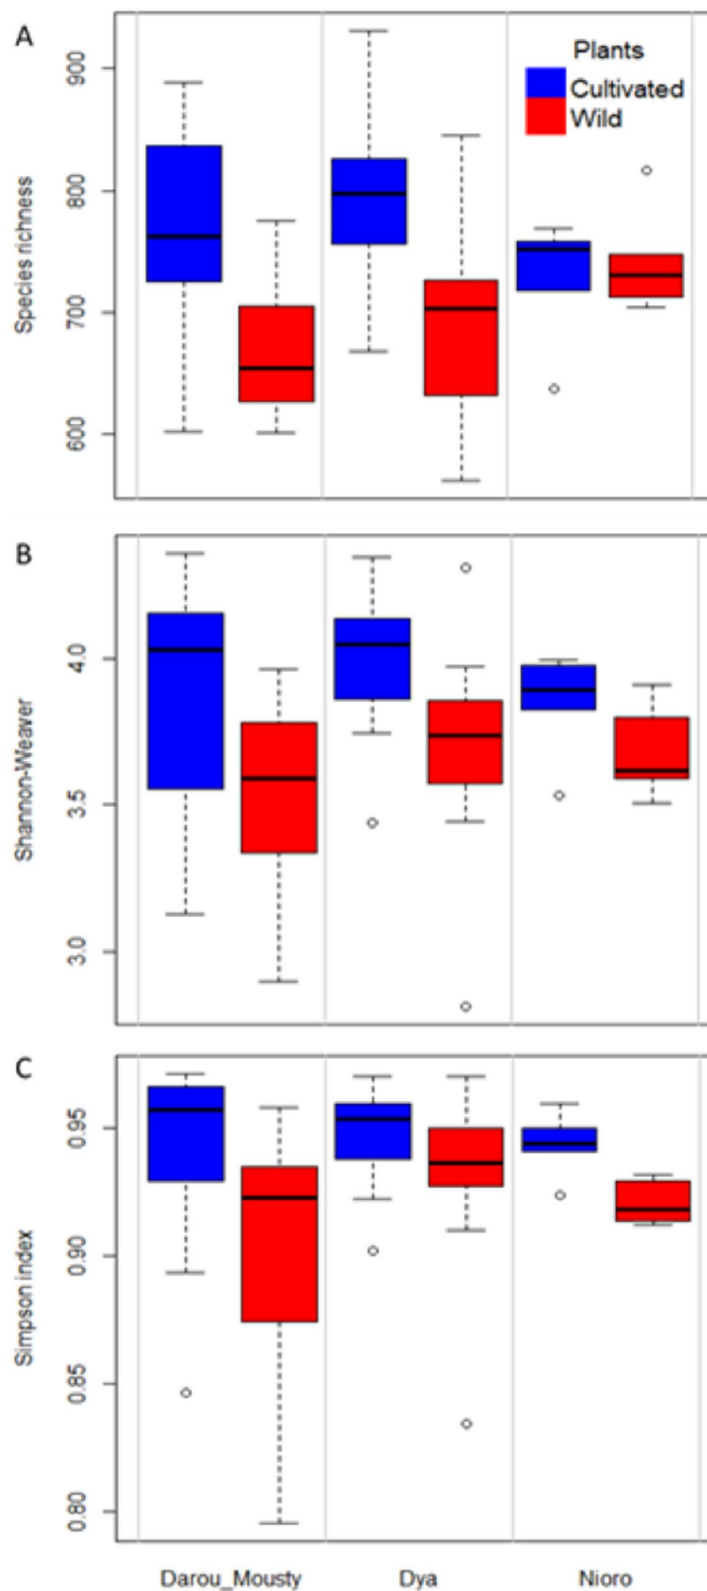 A
Plants
Cultivated
Wild
900
800
700
600
Species richness
B
4.0
3.5
3.0
Shannon-Weaver
C
0.95
0.90
0.85
0.80
Simpson index
Darou_Mousty Dya Nioro